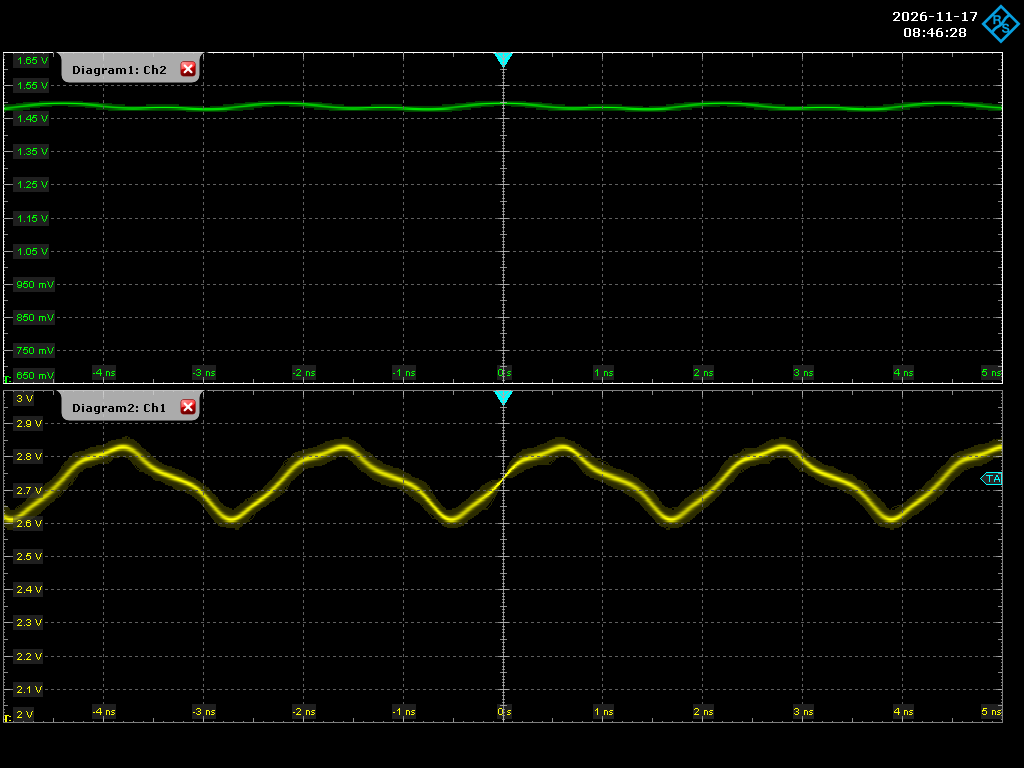 2026-11-17
08:46:28
R/S
Diagram1: Ch2
1.65 V
1.55 V
1.45 V
1.35 V
1.25 V
1.15 V
1.05 V
950 mV
850 mV
750 mV
650 mV
-4 ns -3 ns -2 ns -1 ns 0 s 1 ns 2 ns 3 ns 4 ns 5 ns
Diagram2: Ch1
3 V
2.9 V
2.8 V
2.7 V
TA
2.6 V
2.5 V
2.4 V
2.3 V
2.2 V
2.1 V
2 V
-4 ns -3 ns -2 ns -1 ns 0 s 1 ns 2 ns 3 ns 4 ns 5 ns